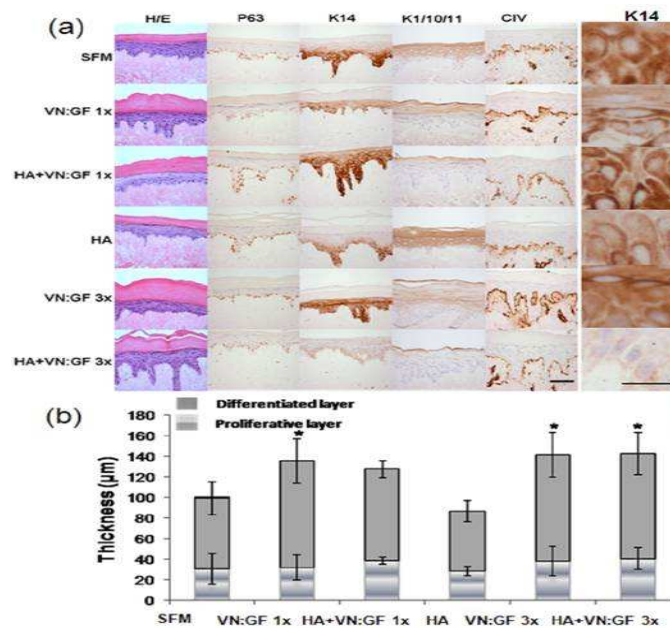 (a)
H/E P63 K14 K1/10/11 CIV K14
SFM
VN:GF 1x
HA+VN:GF 1x
HA
VN:GF 3x
HA+VN:GF 3x
(b)
Differentiated layer
Proliferative layer
Thickness (µm)
180
160
140
120
100
80
60
40
20
0
* * *
SFM VN:GF 1x HA+VN:GF 1x HA VN:GF 3x HA+VN:GF 3x